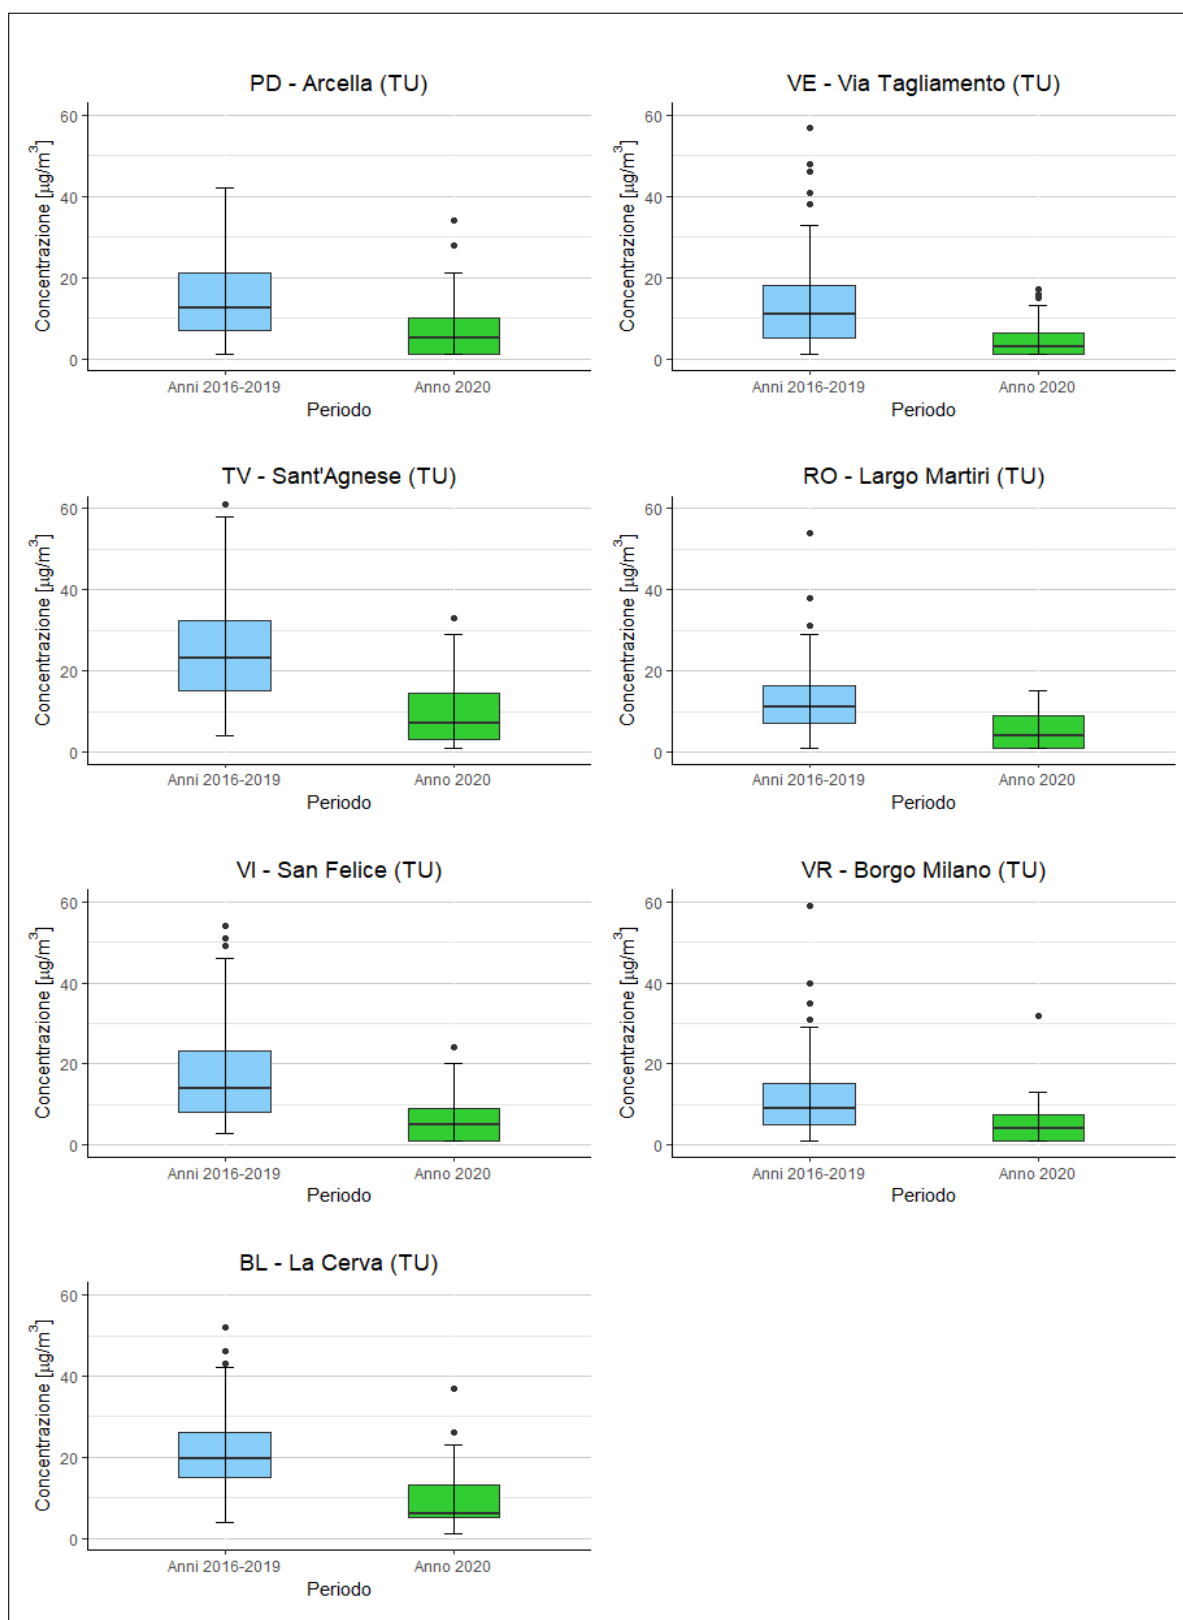 PD - Arcella (TU)
Concentrazione [µg/m³]
60
40
20
0
Anni 2016-2019 Anno 2020
Periodo
VE - Via Tagliamento (TU)
Concentrazione [µg/m³]
60
40
20
0
Anni 2016-2019 Anno 2020
Periodo
TV - Sant'Agnese (TU)
Concentrazione [µg/m³]
60
40
20
0
Anni 2016-2019 Anno 2020
Periodo
RO - Largo Martiri (TU)
Concentrazione [µg/m³]
60
40
20
0
Anni 2016-2019 Anno 2020
Periodo
VI - San Felice (TU)
Concentrazione [µg/m³]
60
40
20
0
Anni 2016-2019 Anno 2020
Periodo
VR - Borgo Milano (TU)
Concentrazione [µg/m³]
60
40
20
0
Anni 2016-2019 Anno 2020
Periodo
BL - La Cerva (TU)
Concentrazione [µg/m³]
60
40
20
0
Anni 2016-2019 Anno 2020
Periodo